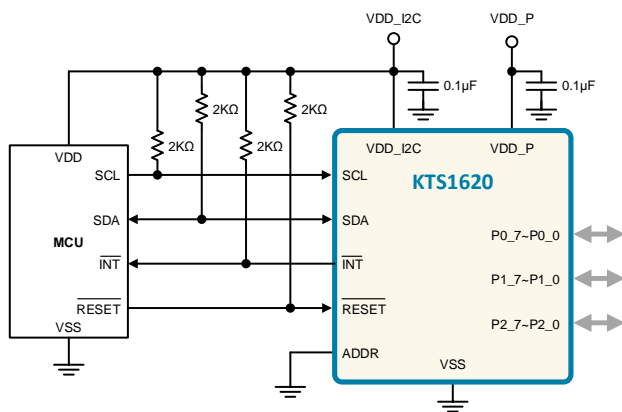 VDD_I2C
VDD_P
0.1µF
0.1µF
2KΩ
2KΩ
2KΩ
2KΩ
VDD
VDD_I2C
VDD_P
KTS1620
SCL
SCL
SDA
SDA
MCU
P0_7~P0_0
INT
INT
P1_7~P1_0
RESET
RESET
P2_7~P2_0
VSS
ADDR
VSS